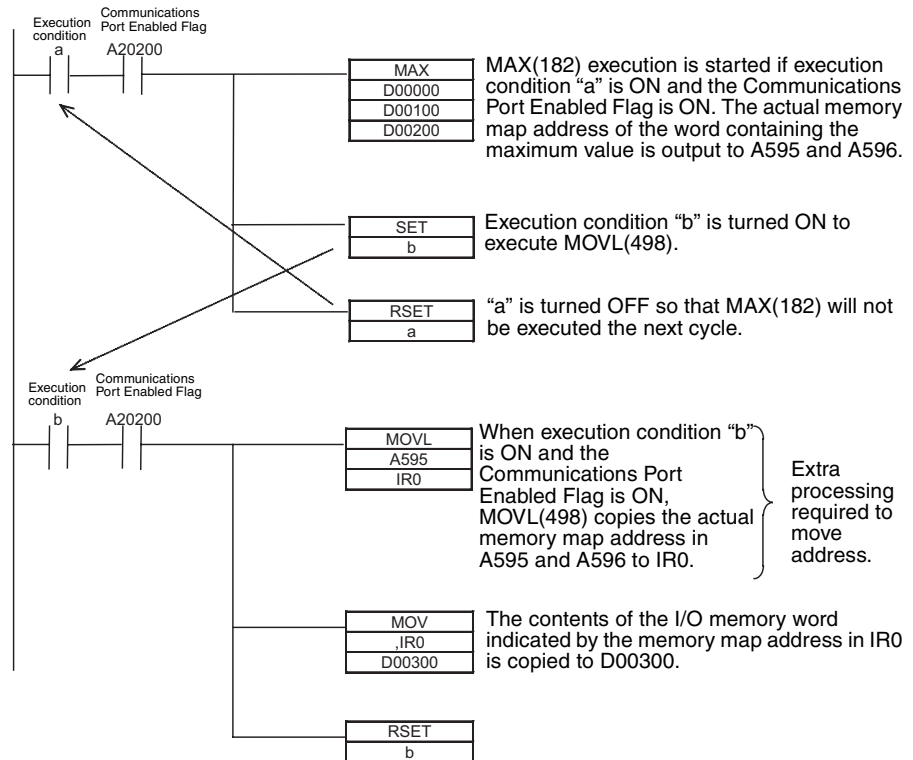 Execution
condition
a
Communications
Port Enabled Flag
A20200
MAX
D00000
D00100
D00200
MAX(182) execution is started if execution
condition “a” is ON and the Communications
Port Enabled Flag is ON. The actual memory
map address of the word containing the
maximum value is output to A595 and A596.
SET
b
Execution condition “b” is turned ON to
execute MOVL(498).
RSET
a
“a” is turned OFF so that MAX(182) will not
be executed the next cycle.
Execution
condition
b
Communications
Port Enabled Flag
A20200
MOVL
A595
IR0
When execution condition “b”
is ON and the
Communications Port
Enabled Flag is ON,
MOVL(498) copies the actual
memory map address in
A595 and A596 to IR0.
Extra
processing
required to
move
address.
MOV
,IR0
D00300
The contents of the I/O memory word
indicated by the memory map address in IR0
is copied to D00300.
RSET
b